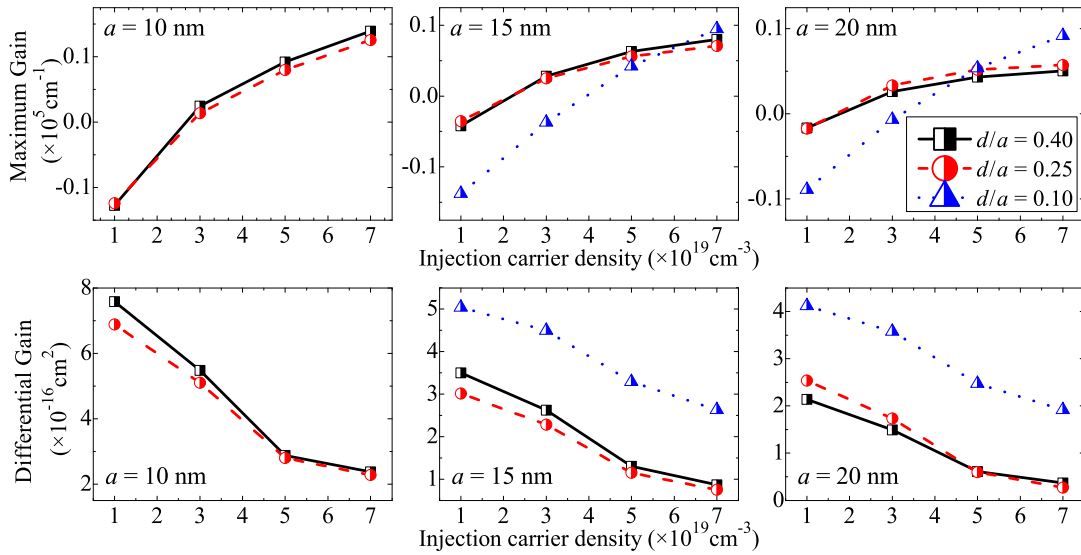 Maximum Gain
(×10⁵cm⁻¹)
0.1
0.0
-0.1
a = 10 nm
1 2 3 4 5 6 7
0.1
0.0
-0.1
a = 15 nm
1 2 3 4 5 6 7
0.1
0.0
-0.1
a = 20 nm
d/a = 0.40
d/a = 0.25
d/a = 0.10
1 2 3 4 5 6 7
Injection carrier density (×10¹⁹cm⁻³)
Differential Gain
(×10⁻¹⁶cm²)
8
6
4
2
a = 10 nm
1 2 3 4 5 6 7
5
4
3
2
1
a = 15 nm
1 2 3 4 5 6 7
4
3
2
1
0
a = 20 nm
1 2 3 4 5 6 7
Injection carrier density (×10¹⁹cm⁻³)